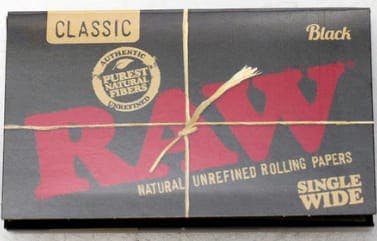 CLASSIC
Black
AUTHENTIC
PUREST
NATURAL
FIBERS
UNREFINED
RAW
NATURAL UNREFINED ROLLING PAPERS
SINGLE
WIDE